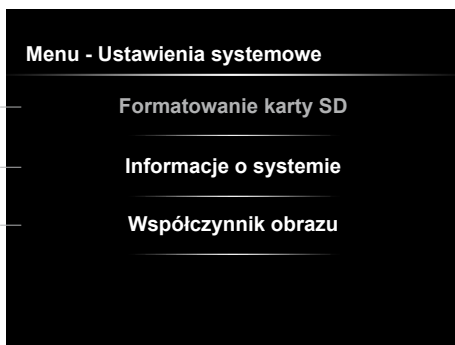 Menu - Ustawienia systemowe
Formatowanie karty SD
Informacje o systemie
Współczynnik obrazu